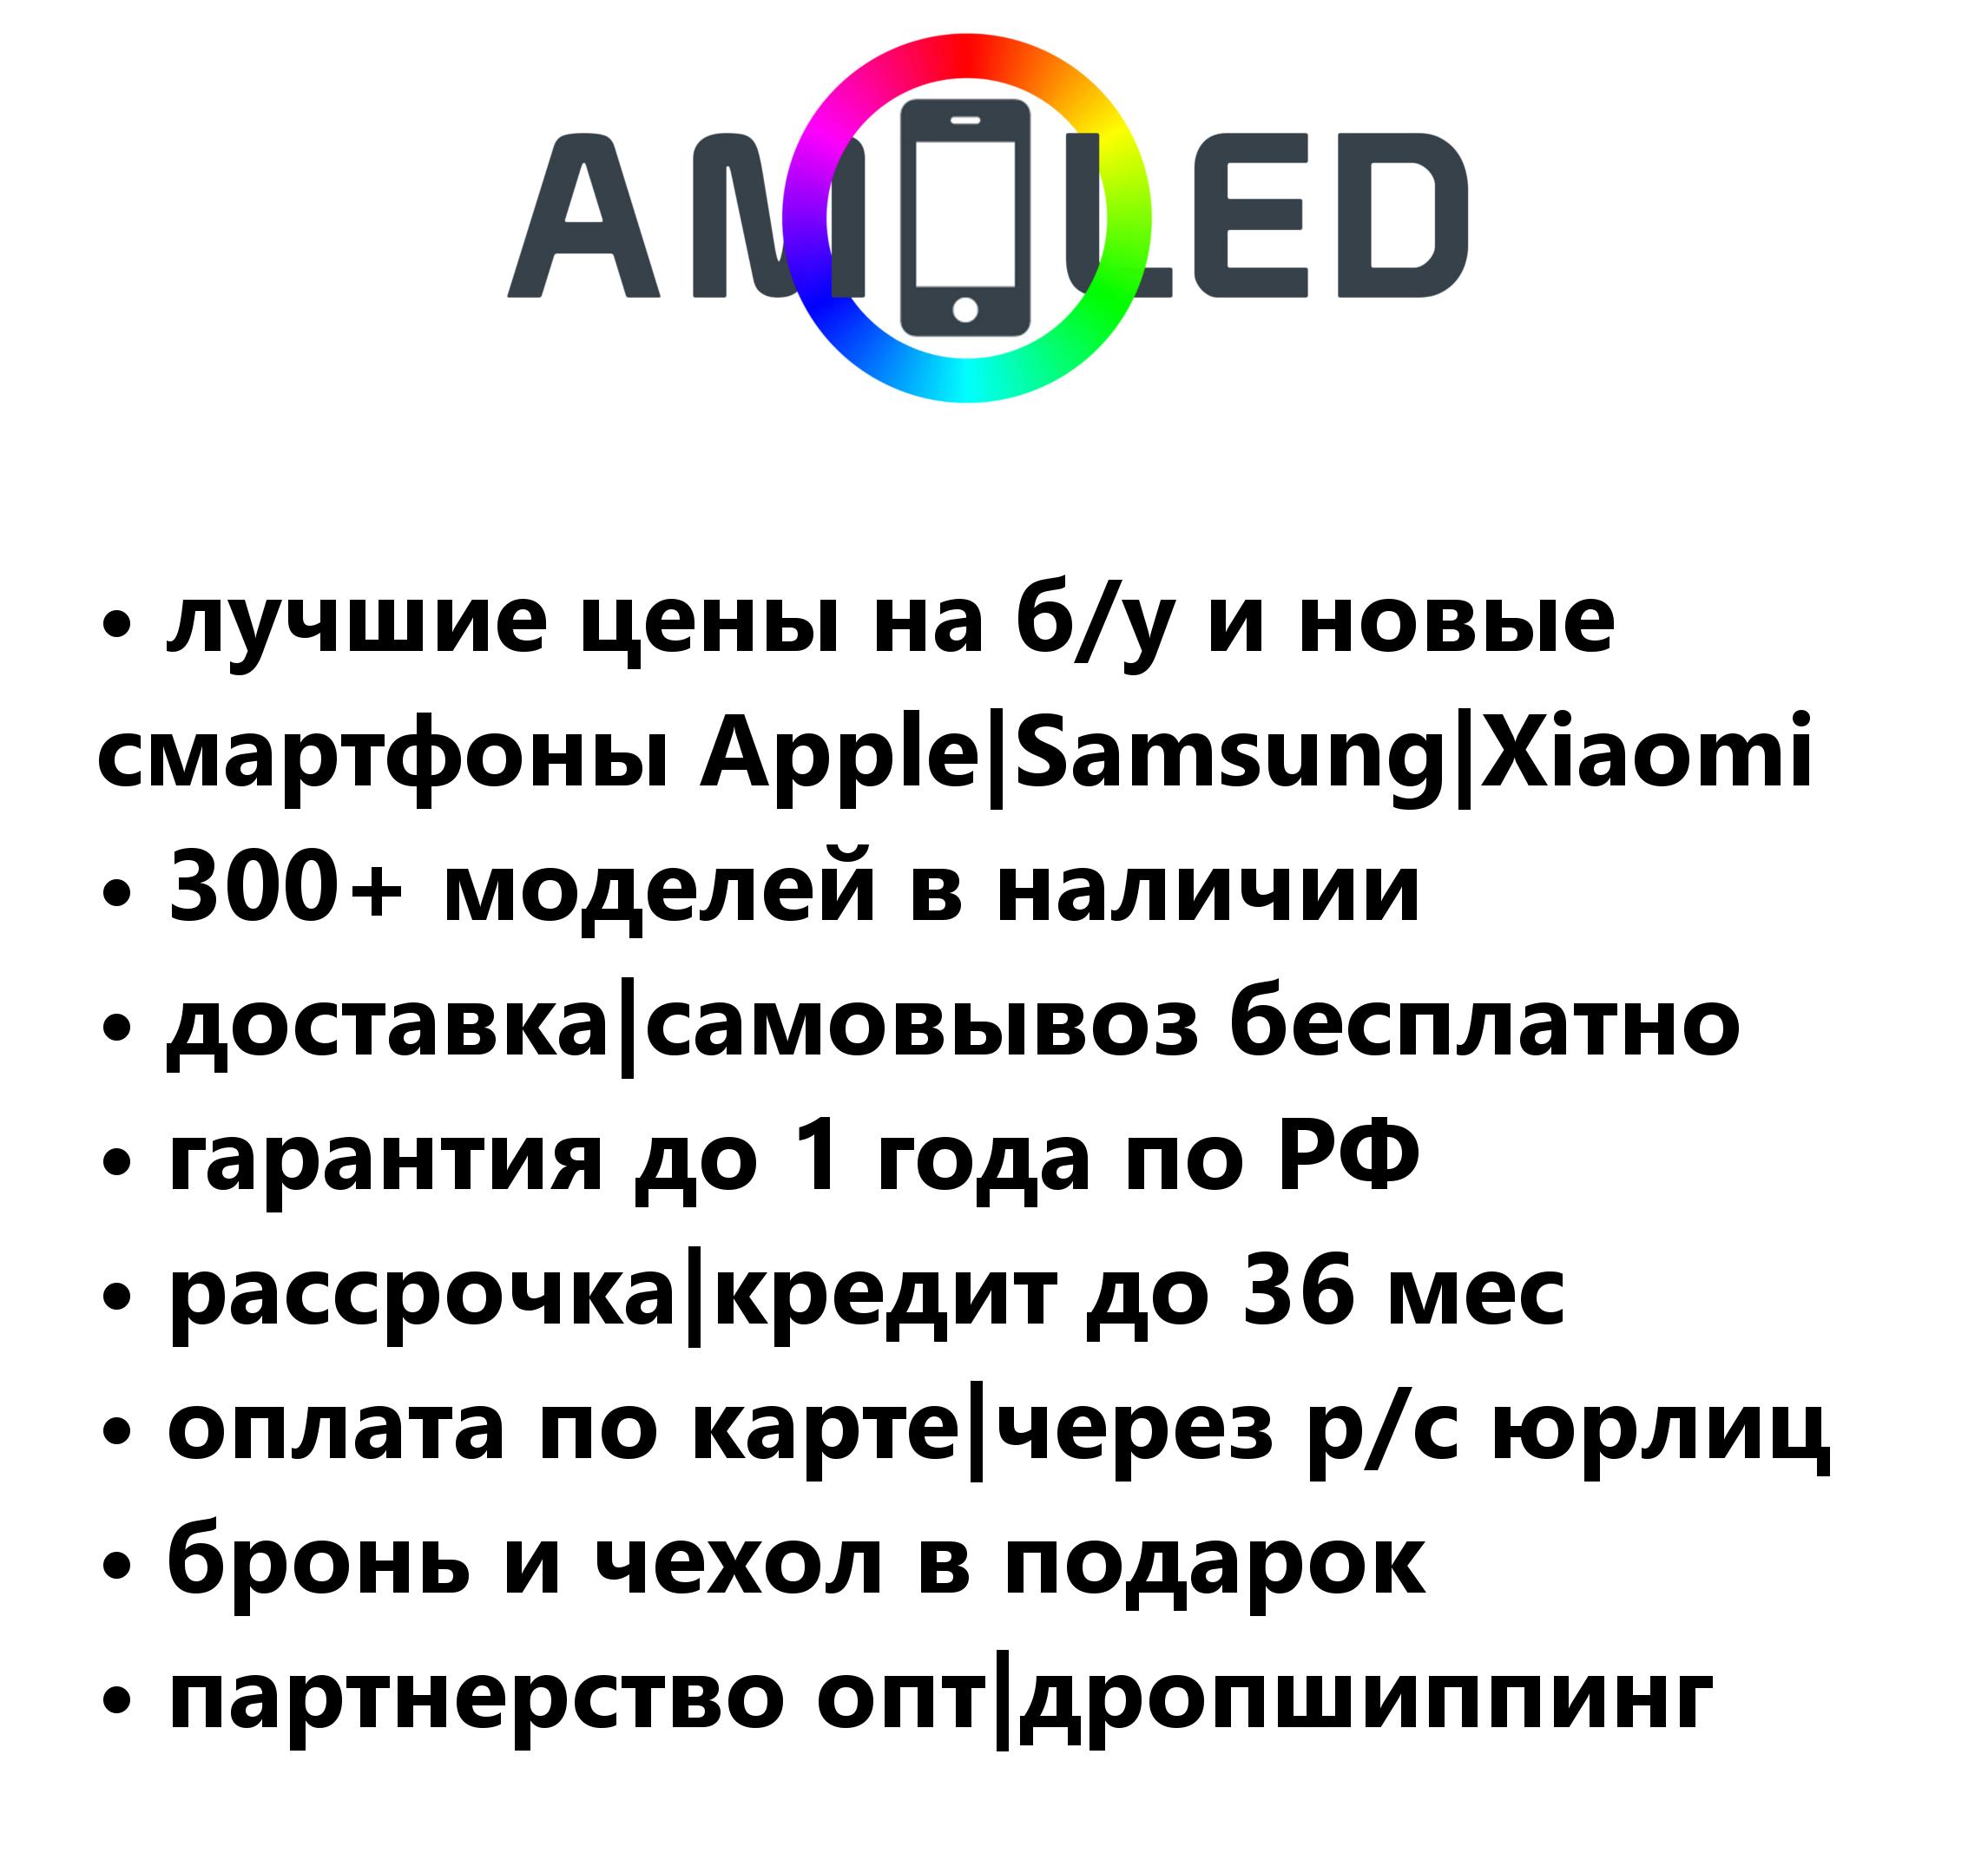 AMOLED
• лучшие цены на б/у и новые
смартфоны Apple|Samsung|Xiaomi
• 300+ моделей в наличии
• доставка|самовывоз бесплатно
• гарантия до 1 года по РФ
• рассрочка|кредит до 36 мес
• оплата по карте|через р/с юрлиц
• бронь и чехол в подарок
• партнерство опт|дропшиппинг